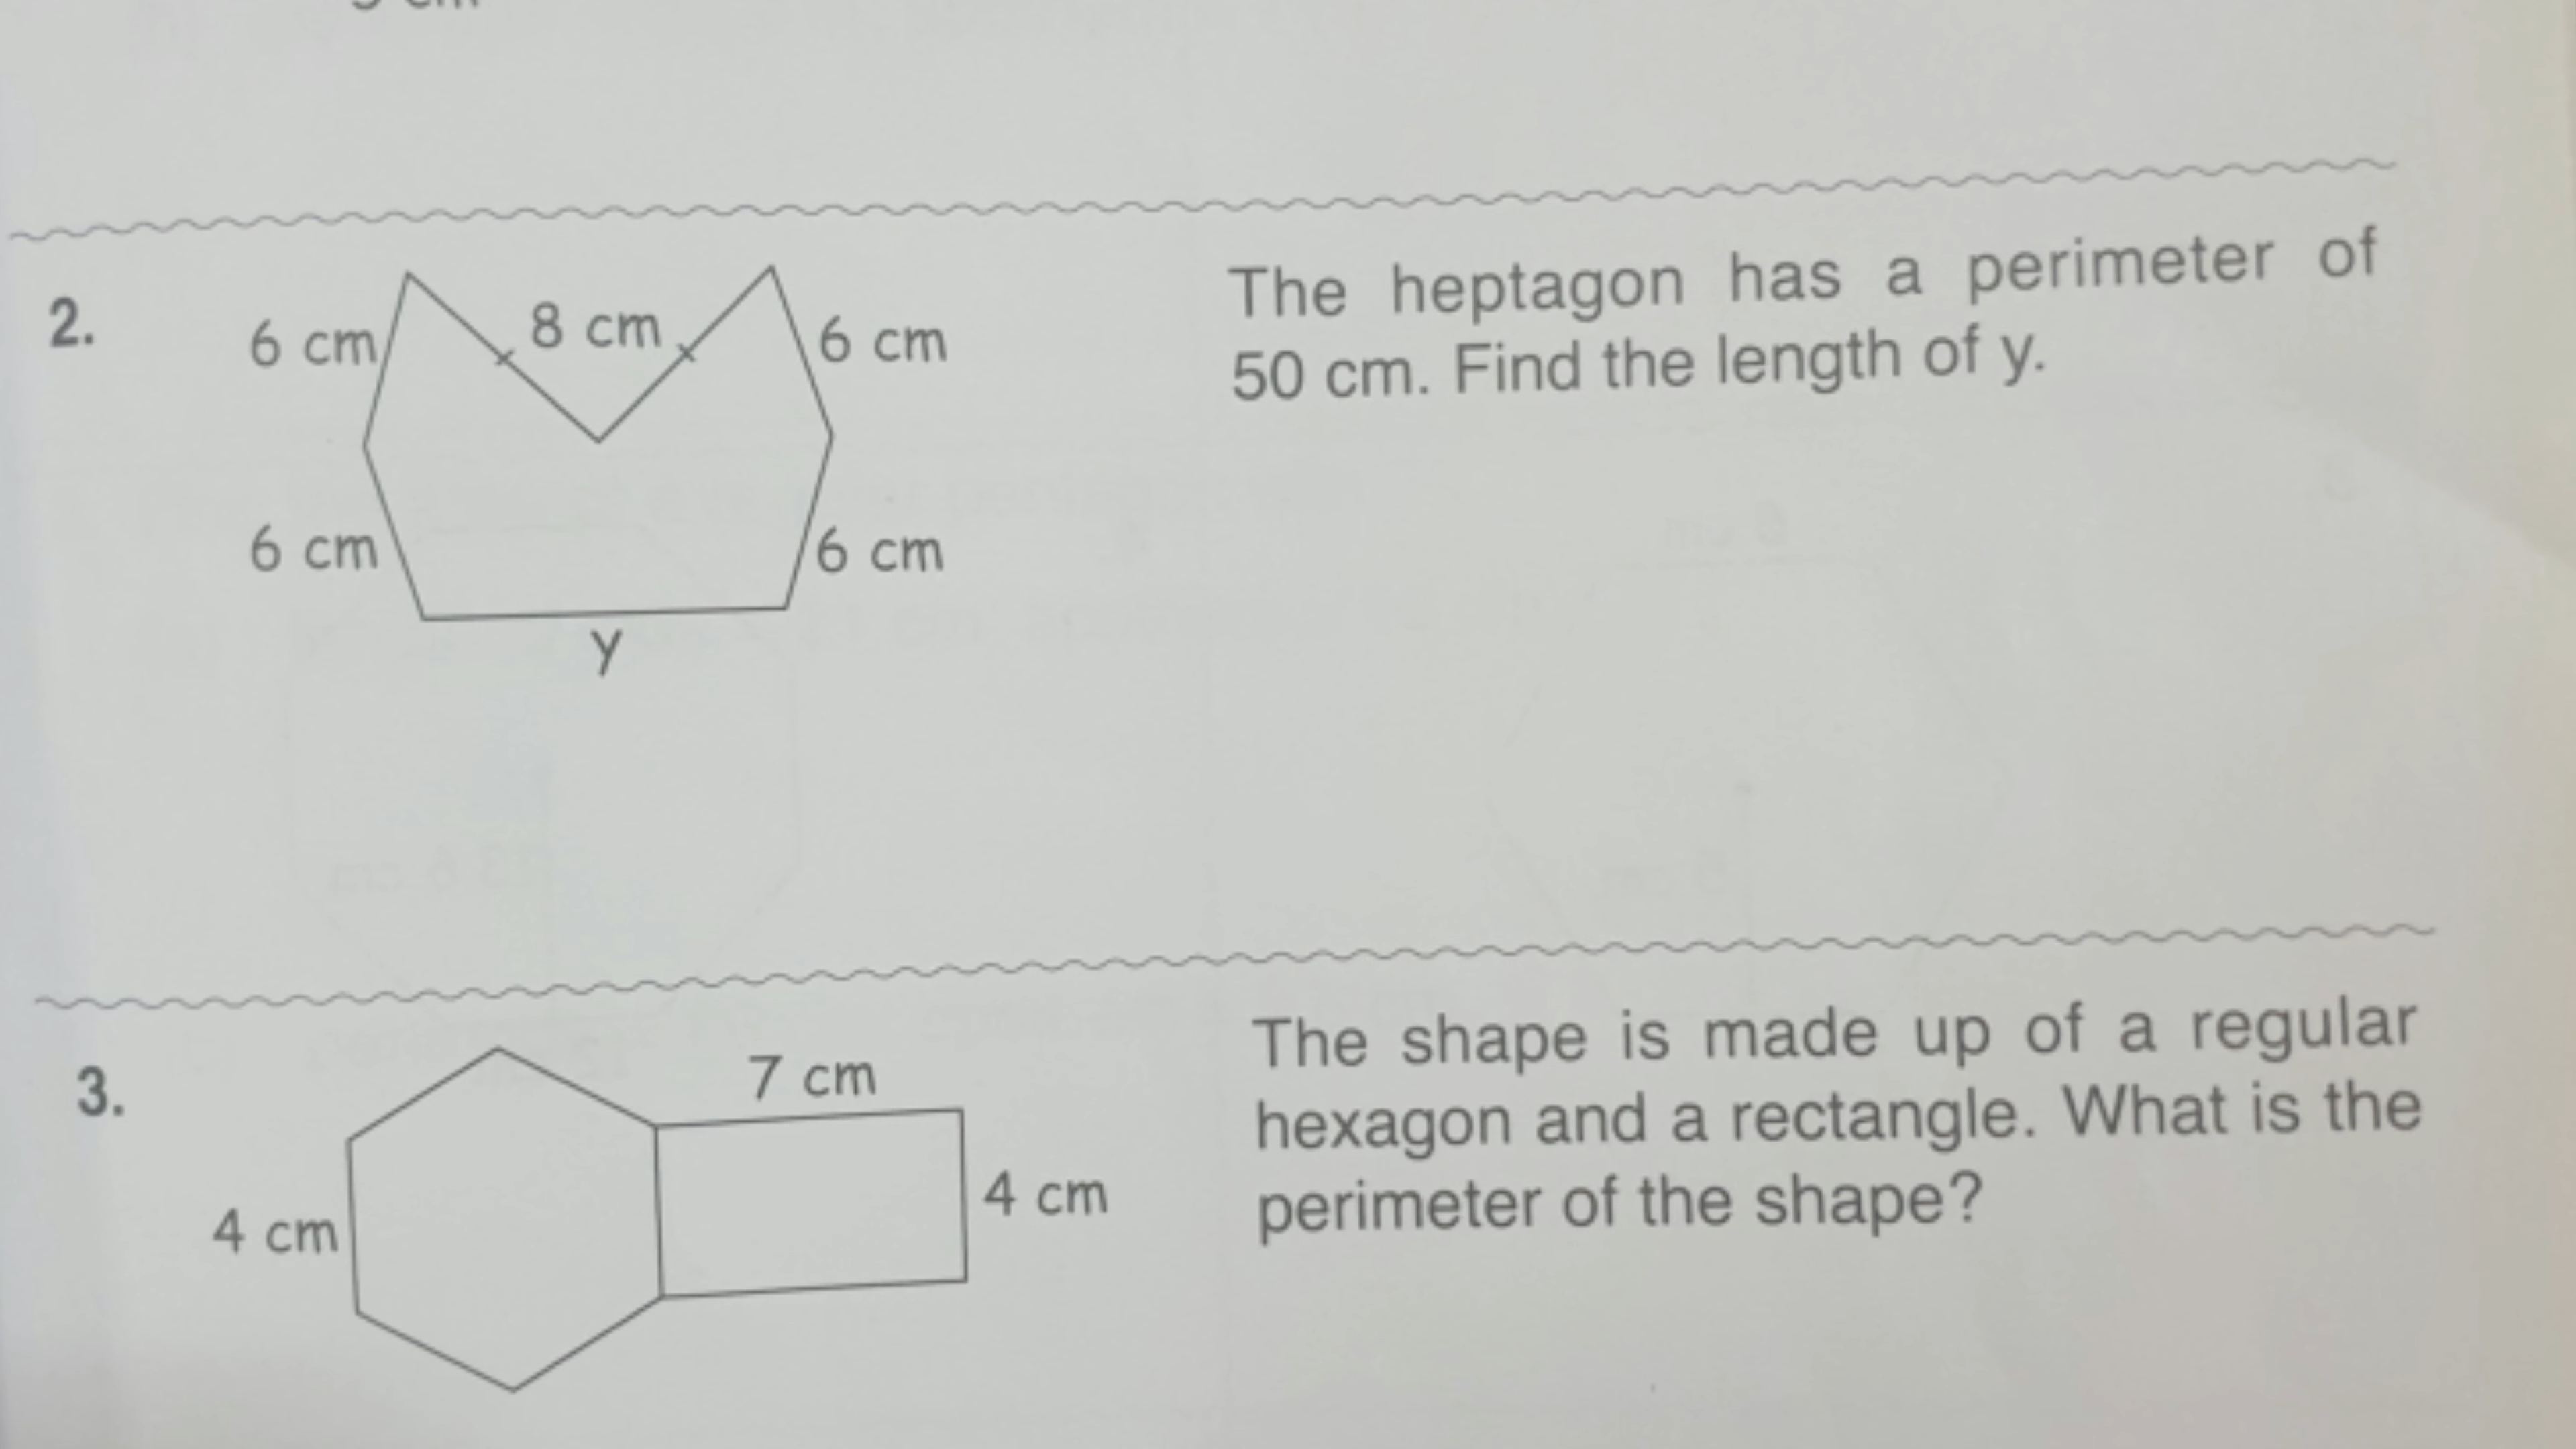 2.
6 cm
8 cm
6 cm
6 cm
6 cm
y
The heptagon has a perimeter of
50 cm. Find the length of y.
3.
7 cm
4 cm
4 cm
The shape is made up of a regular
hexagon and a rectangle. What is the
perimeter of the shape?